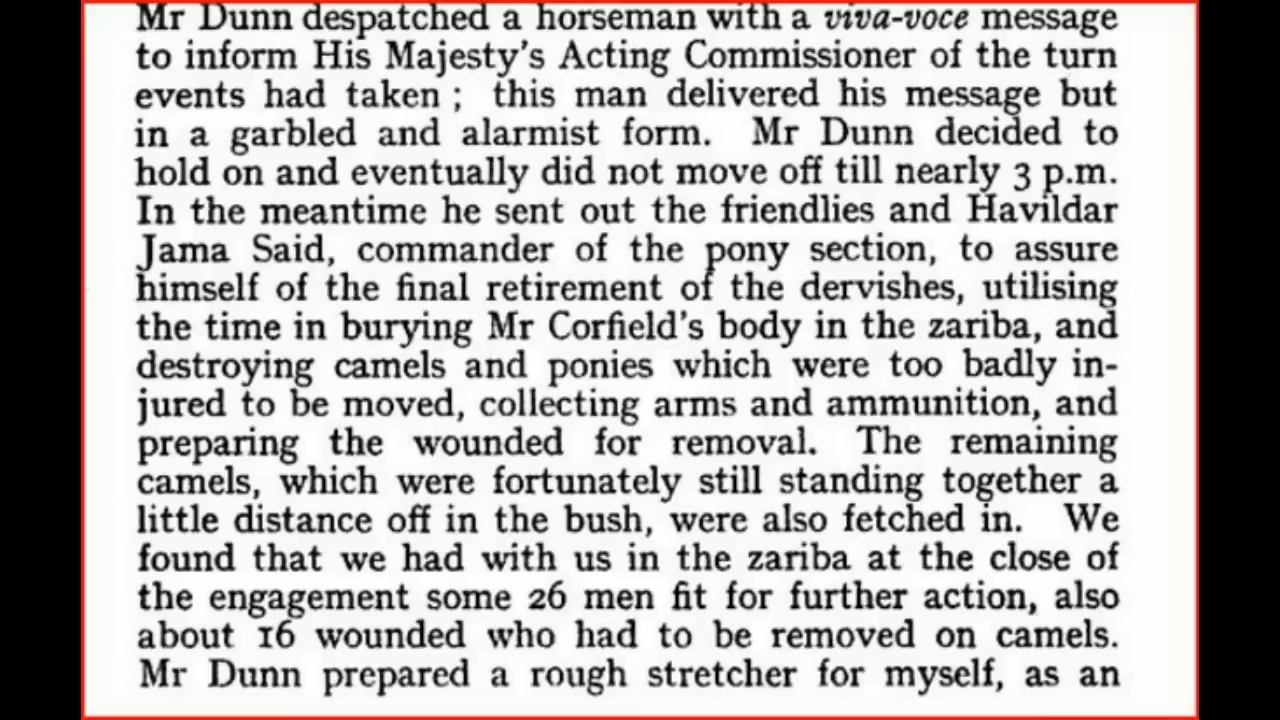 Mr Dunn despatched a horseman with a viva-voce message
to inform His Majesty's Acting Commissioner of the turn
events had taken ; this man delivered his message but
in a garbled and alarmist form. Mr Dunn decided to
hold on and eventually did not move off till nearly 3 p.m.
In the meantime he sent out the friendlies and Havildar
Jama Said, commander of the pony section, to assure
himself of the final retirement of the dervishes, utilising
the time in burying Mr Corfield's body in the zariba, and
destroying camels and ponies which were too badly in-
jured to be moved, collecting arms and ammunition, and
preparing the wounded for removal. The remaining
camels, which were fortunately still standing together a
little distance off in the bush, were also fetched in. We
found that we had with us in the zariba at the close of
the engagement some 26 men fit for further action, also
about 16 wounded who had to be removed on camels.
Mr Dunn prepared a rough stretcher for myself, as an